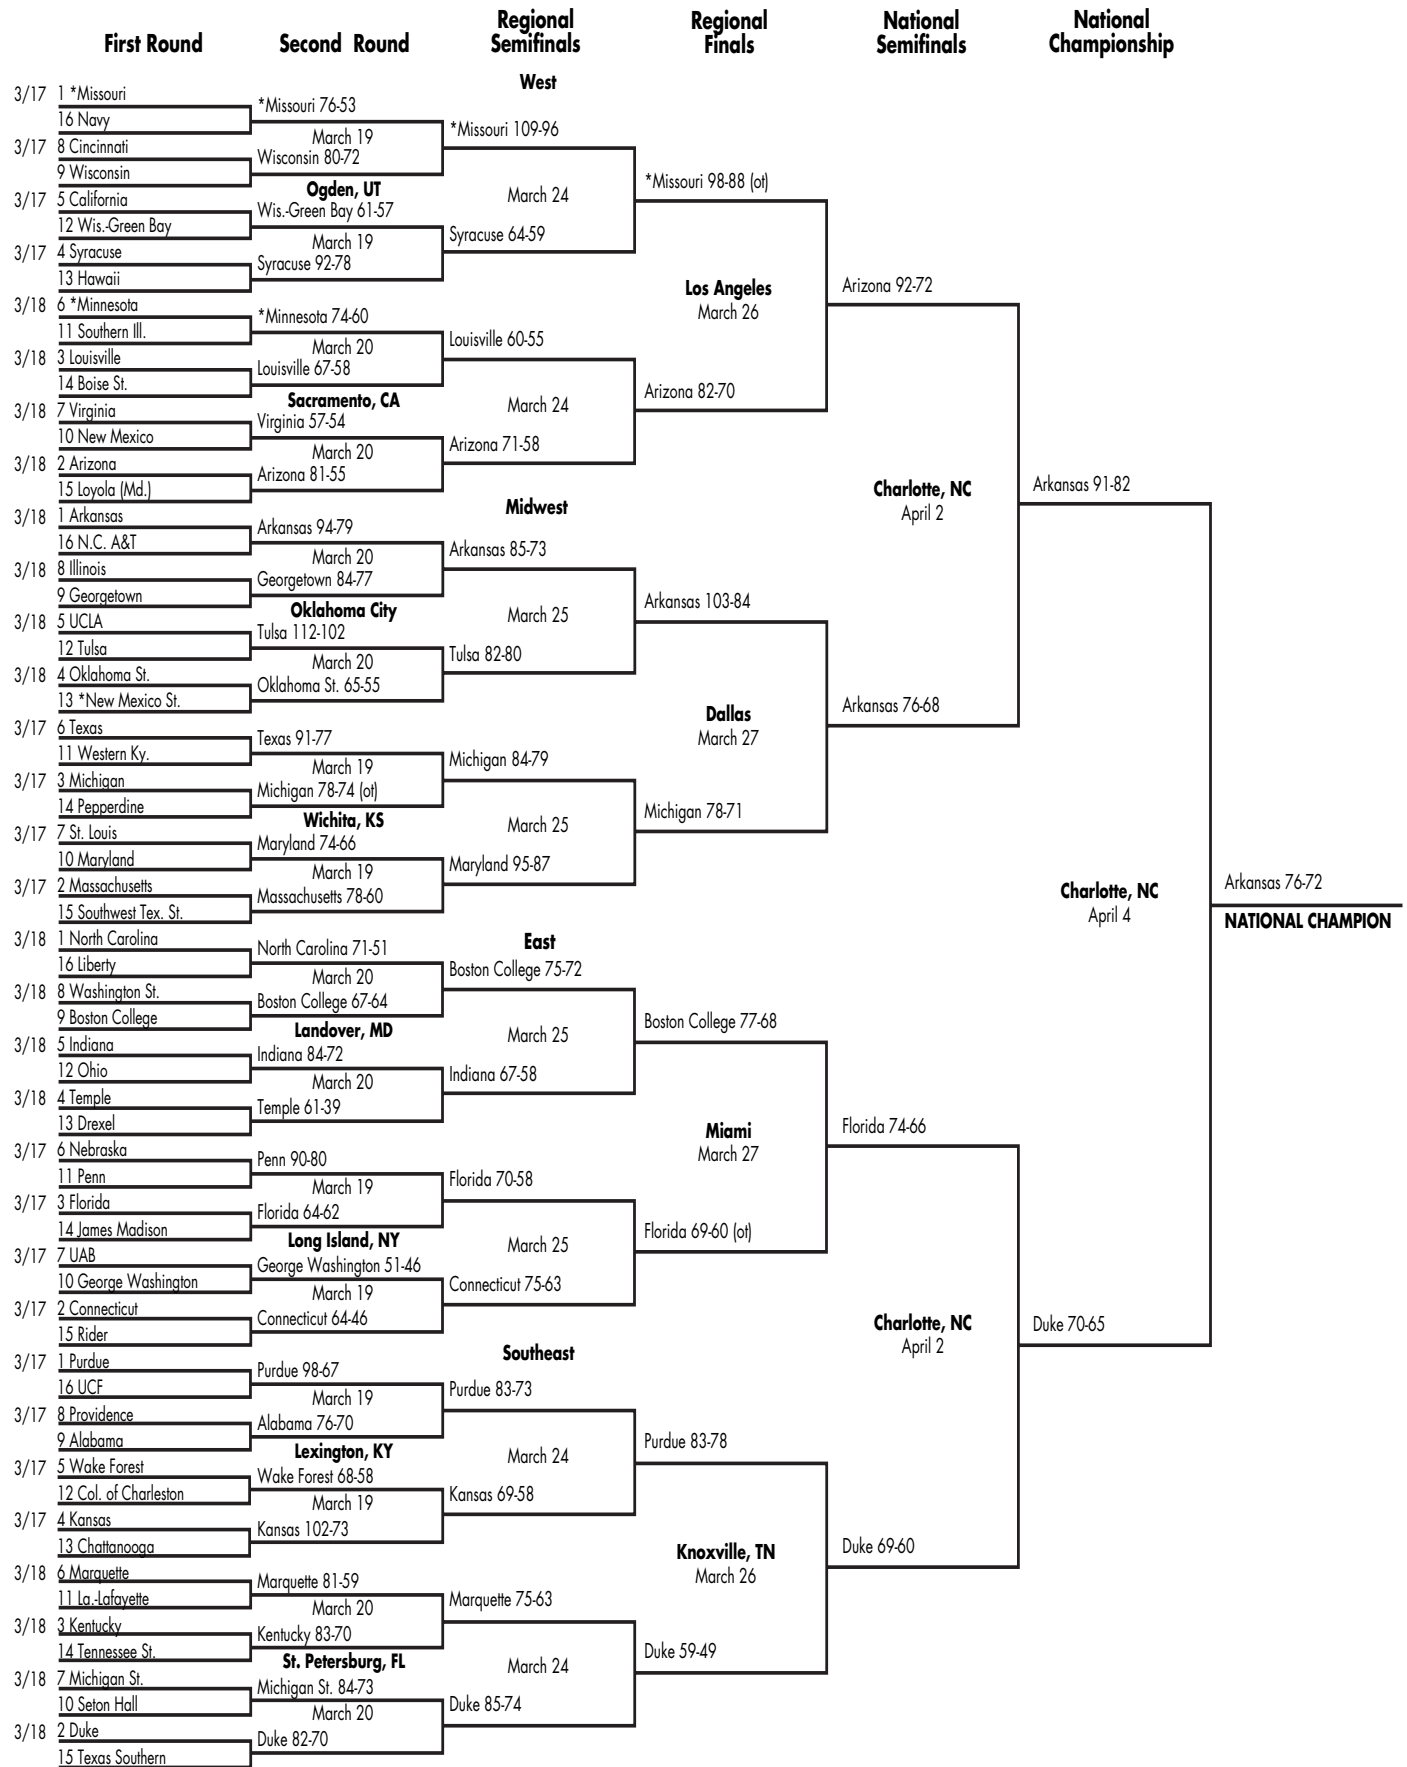 First Round
Second Round
Regional
Semifinals
Regional
Finals
National
Semifinals
National
Championship
West
3/17 1 *Missouri
16 Navy
3/17 8 Cincinnati
9 Wisconsin
3/17 5 California
12 Wis.-Green Bay
3/17 4 Syracuse
13 Hawaii
3/18 6 *Minnesota
11 Southern Ill.
3/18 3 Louisville
14 Boise St.
3/18 7 Virginia
10 New Mexico
3/18 2 Arizona
15 Loyola (Md.)
*Missouri 76-53
March 19
Wisconsin 80-72
Ogden, UT
Wis.-Green Bay 61-57
March 19
Syracuse 92-78
*Minnesota 74-60
March 20
Louisville 67-58
Sacramento, CA
Virginia 57-54
March 20
Arizona 81-55
*Missouri 109-96
March 24
Syracuse 64-59
Louisville 60-55
March 24
Arizona 71-58
*Missouri 98-88 (ot)
Los Angeles
March 26
Arizona 82-70
Arizona 92-72
Midwest
3/18 1 Arkansas
16 N.C. A&T
3/18 8 Illinois
9 Georgetown
3/18 5 UCLA
12 Tulsa
3/18 4 Oklahoma St.
13 *New Mexico St.
3/17 6 Texas
11 Western Ky.
3/17 3 Michigan
14 Pepperdine
3/17 7 St. Louis
10 Maryland
3/17 2 Massachusetts
15 Southwest Tex. St.
Arkansas 94-79
March 20
Georgetown 84-77
Oklahoma City
Tulsa 112-102
March 20
Oklahoma St. 65-55
Texas 91-77
March 19
Michigan 78-74 (ot)
Wichita, KS
Maryland 74-66
March 19
Massachusetts 78-60
Arkansas 85-73
March 25
Tulsa 82-80
Michigan 84-79
March 25
Maryland 95-87
Arkansas 103-84
Dallas
March 27
Michigan 78-71
Arkansas 76-68
Charlotte, NC
April 2
Arkansas 91-82
East
3/18 1 North Carolina
16 Liberty
3/18 8 Washington St.
9 Boston College
3/18 5 Indiana
12 Ohio
3/18 4 Temple
13 Drexel
3/17 6 Nebraska
11 Penn
3/17 3 Florida
14 James Madison
3/17 7 UAB
10 George Washington
3/17 2 Connecticut
15 Rider
North Carolina 71-51
March 20
Boston College 67-64
Landover, MD
Indiana 84-72
March 20
Temple 61-39
Penn 90-80
March 19
Florida 64-62
Long Island, NY
George Washington 51-46
March 19
Connecticut 64-46
Boston College 75-72
March 25
Indiana 67-58
Florida 70-58
March 25
Connecticut 75-63
Boston College 77-68
Miami
March 27
Florida 69-60 (ot)
Florida 74-66
Southeast
3/17 1 Purdue
16 UCF
3/17 8 Providence
9 Alabama
3/17 5 Wake Forest
12 Col. of Charleston
3/17 4 Kansas
13 Chattanooga
3/18 6 Marquette
11 La.-Lafayette
3/18 3 Kentucky
14 Tennessee St.
3/18 7 Michigan St.
10 Seton Hall
3/18 2 Duke
15 Texas Southern
Purdue 98-67
March 19
Alabama 76-70
Lexington, KY
Wake Forest 68-58
March 19
Kansas 102-73
Marquette 81-59
March 20
Kentucky 83-70
St. Petersburg, FL
Michigan St. 84-73
March 20
Duke 82-70
Purdue 83-73
March 24
Kansas 69-58
Marquette 75-63
March 24
Duke 85-74
Purdue 83-78
Knoxville, TN
March 26
Duke 59-49
Duke 69-60
Charlotte, NC
April 2
Duke 70-65
Charlotte, NC
April 4
Arkansas 76-72
NATIONAL CHAMPION